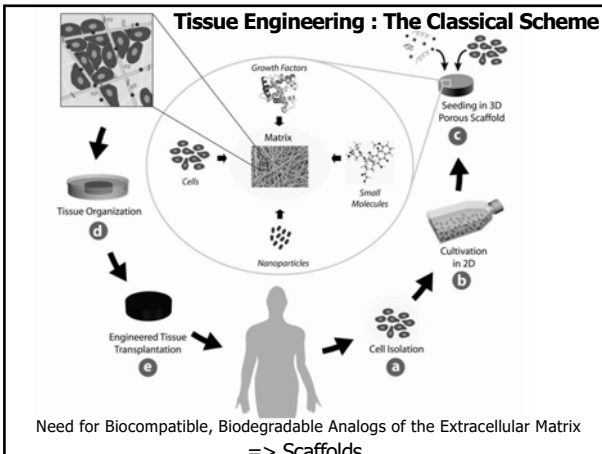 Tissue Engineering : The Classical Scheme
Growth Factors
Matrix
Cells
Small
Molecules
Nanoparticles
Seeding in 3D
Porous Scaffold
c
Tissue Organization
d
Cultivation
in 2D
b
Engineered Tissue
Transplantation
e
Cell Isolation
a
Need for Biocompatible, Biodegradable Analogs of the Extracellular Matrix
=> Scaffolds